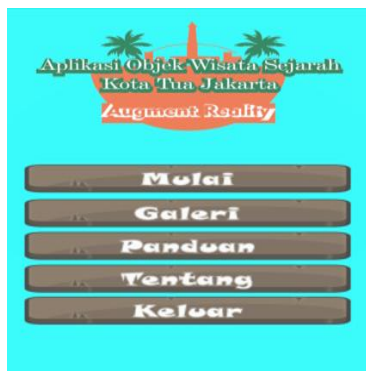 Aplikasi Objek Wisata Sejarah
Kota Tua Jakarta
Augment Reality
Mulai
Galeri
Panduan
Tentang
Keluar